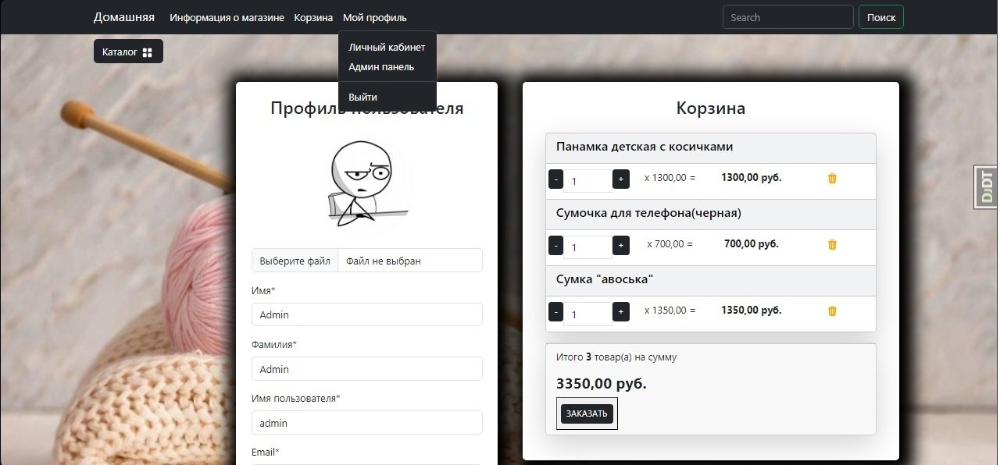 Домашняя Информация о магазине Корзина Мой профиль Search Поиск
Каталог
Личный кабинет
Админ панель
Выйти
Профиль пользователя
Выберите файл Файл не выбран
Имя*
Admin
Фамилия*
Admin
Имя пользователя*
admin
Email*
Корзина
Панамка детская с косичками
- 1 + x 1300,00 = 1300,00 руб.
Сумочка для телефона(черная)
- 1 + x 700,00 = 700,00 руб.
Сумка "авоська"
- 1 + x 1350,00 = 1350,00 руб.
Итого 3 товар(а) на сумму
3350,00 руб.
ЗАКАЗАТЬ
DJDT